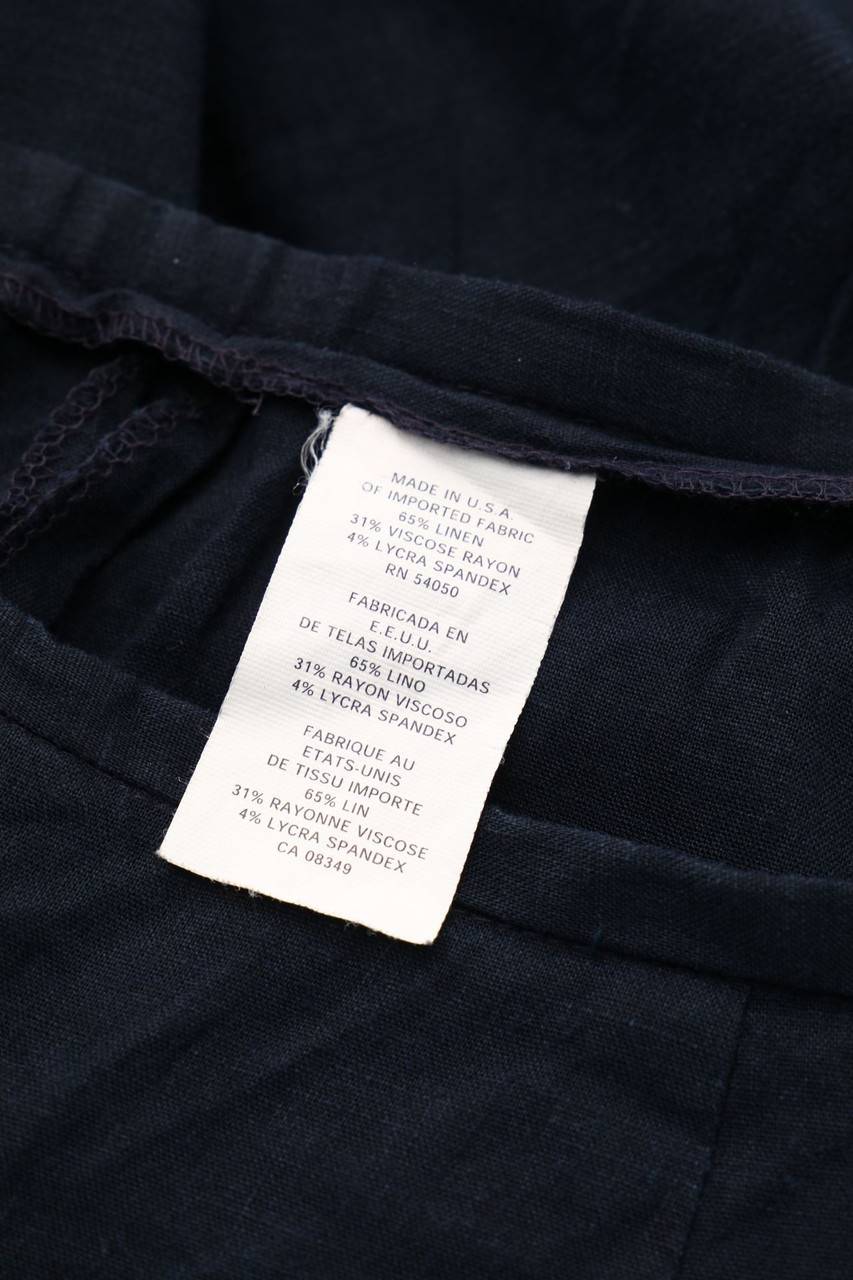 MADE IN U.S.A.
OF IMPORTED FABRIC
65% LINEN
31% VISCOSE RAYON
4% LYCRA SPANDEX
RN 54050
FABRICADA EN
E.E.U.U.
DE TELAS IMPORTADAS
65% LINO
31% RAYON VISCOSO
4% LYCRA SPANDEX
FABRIQUE AU
ETATS-UNIS
DE TISSU IMPORTE
65% LIN
31% RAYONNE VISCOSE
4% LYCRA SPANDEX
CA 08349